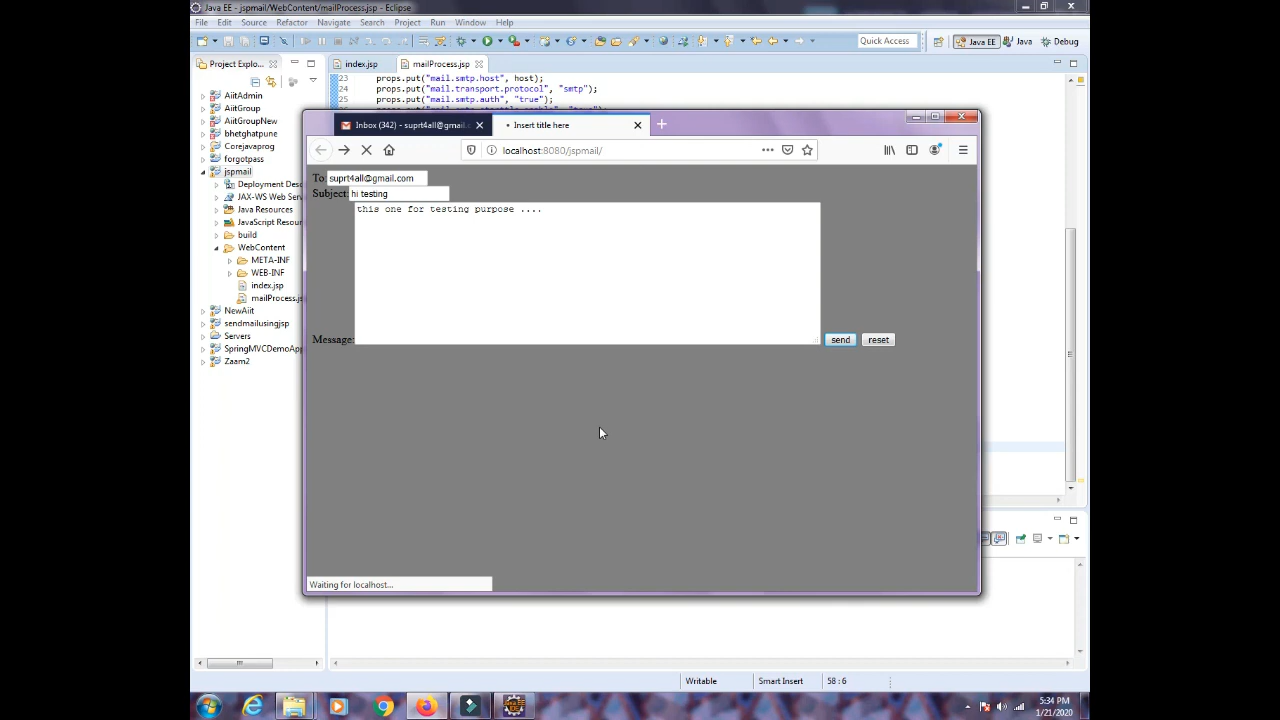 Java EE - jspmail/WebContent/mailProcess.jsp - Eclipse
File Edit Source Refactor Navigate Search Project Run Window Help
Quick Access
Java EE
Java
Debug
Project Explo...
index.jsp
mailProcess.jsp
AiitAdmin
AiitGroup
AiitGroupNew
bhetghatpune
Corejavaprog
forgotpass
jspmail
Deployment Desc
JAX-WS Web Serv
Java Resources
JavaScript Resour
build
WebContent
META-INF
WEB-INF
index.jsp
mailProcess.js
NewAiit
sendmailusingjsp
Servers
SpringMVCDemoApp
Zaam2
23 props.put("mail.smtp.host", host);
24 props.put("mail.transport.protocol", "smtp");
25 props.put("mail.smtp.auth", "true");
Inbox (342) - suprt4all@gmail.
Insert title here
localhost:8080/jspmail/
To: suprt4all@gmail.com
Subject: hi testing
this one for testing purpose ....
Message:
send reset
Waiting for localhost...
Writable
Smart Insert
58 : 6
5:34 PM
1/21/2020